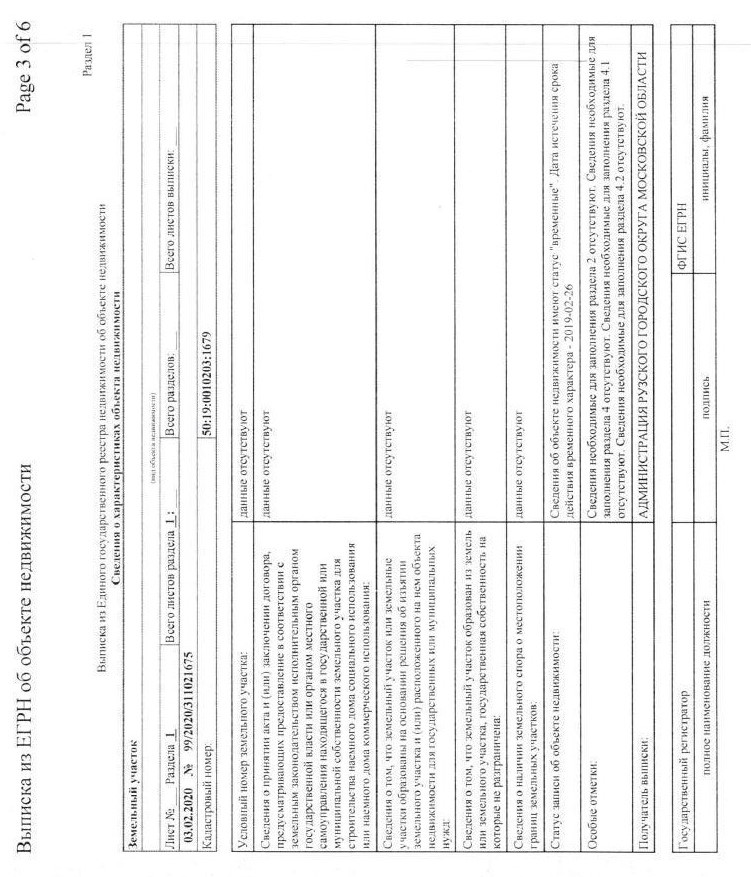 Выписка из ЕГРН об объекте недвижимости Page 3 of 6
Раздел 1
Выписка из Единого государственного реестра недвижимости об объекте недвижимости
Сведения о характеристиках объекта недвижимости
Земельный участок
(вид объекта недвижимости)
Лист № Раздела 1 Всего листов раздела 1 : Всего разделов: Всего листов выписки:
03.02.2020 № 99/2020/311021675
Кадастровый номер: 50:19:0010203:1679
Условный номер земельного участка: данные отсутствуют
Сведения о принятии акта и (или) заключении договора, данные отсутствуют
предусматривающих предоставление в соответствии с
земельным законодательством исполнительным органом
государственной власти или органом местного
самоуправления находящегося в государственной или
муниципальной собственности земельного участка для
строительства наемного дома социального использования
или наемного дома коммерческого использования:
Сведения о том, что земельный участок или земельные данные отсутствуют
участки образованы на основании решения об изъятии
земельного участка и (или) расположенного на нем объекта
недвижимости для государственных или муниципальных
нужд:
Сведения о том, что земельный участок образован из земель данные отсутствуют
или земельного участка, государственная собственность на
которые не разграничена:
Сведения о наличии земельного спора о местоположении данные отсутствуют
границ земельных участков:
Статус записи об объекте недвижимости: Сведения об объекте недвижимости имеют статус "временные". Дата истечения срока
действия временного характера - 2019-02-26
Особые отметки: Сведения необходимые для заполнения раздела 2 отсутствуют. Сведения необходимые для
заполнения раздела 4 отсутствуют. Сведения необходимые для заполнения раздела 4.1
отсутствуют. Сведения необходимые для заполнения раздела 4.2 отсутствуют.
Получатель выписки: АДМИНИСТРАЦИЯ РУЗСКОГО ГОРОДСКОГО ОКРУГА МОСКОВСКОЙ ОБЛАСТИ
Государственный регистратор ФГИС ЕГРН
полное наименование должности подпись инициалы, фамилия
М.П.